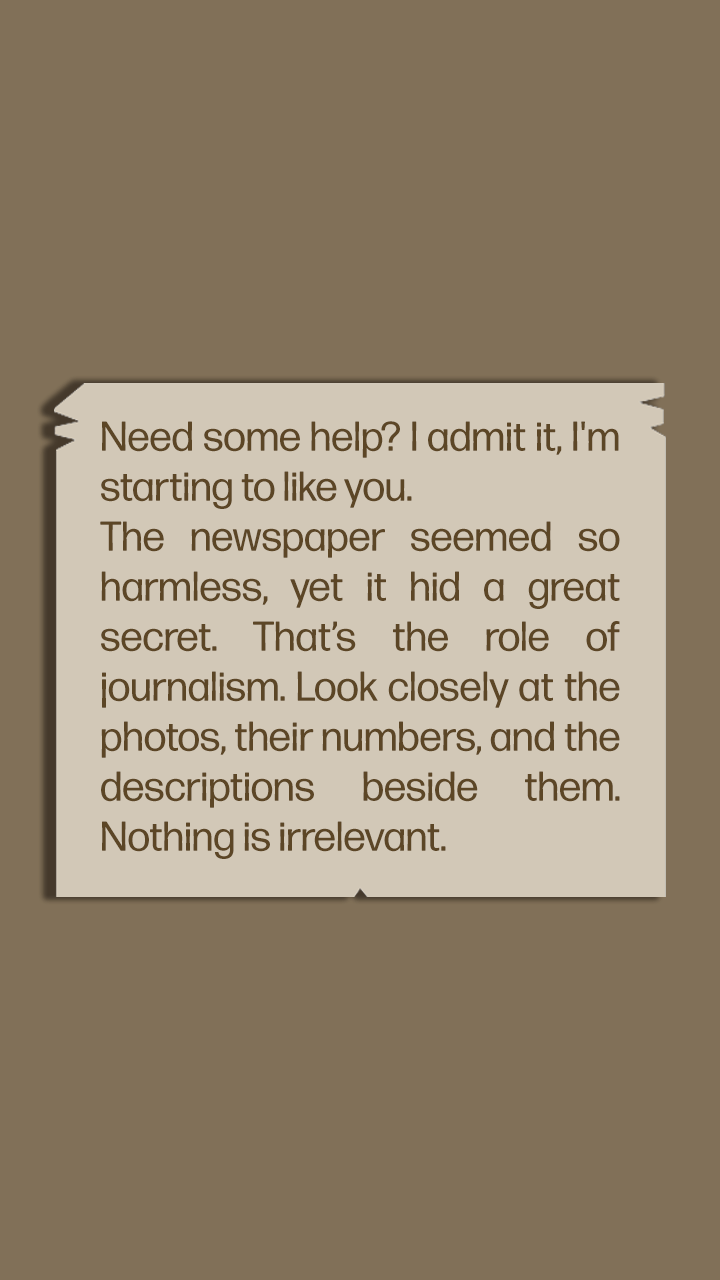 Need some help? I admit it, I'm
starting to like you.
The newspaper seemed so
harmless, yet it hid a great
secret. That’s the role of
journalism. Look closely at the
photos, their numbers, and the
descriptions beside them.
Nothing is irrelevant.